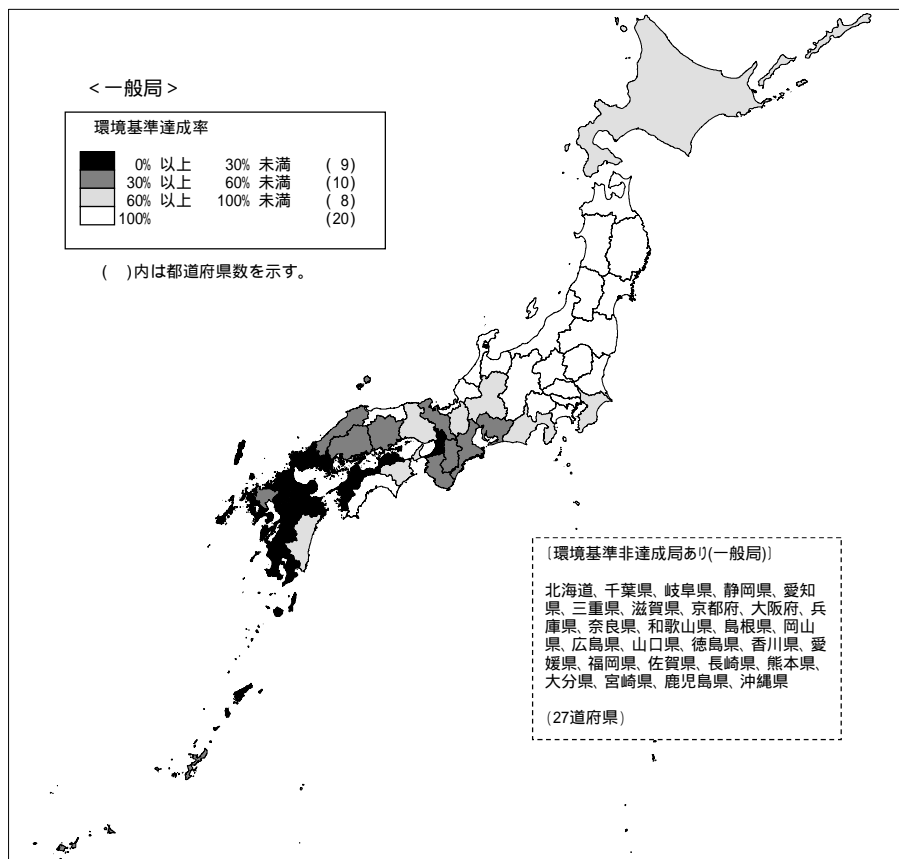 <一般局>
環境基準達成率
0% 以上 30% 未満 ( 9)
30% 以上 60% 未満 (10)
60% 以上 100% 未満 ( 8)
100% (20)
( )内は都道府県数を示す。
〔環境基準非達成局あり(一般局)〕
北海道、千葉県、岐阜県、静岡県、愛知
県、三重県、滋賀県、京都府、大阪府、兵
庫県、奈良県、和歌山県、島根県、岡山
県、広島県、山口県、徳島県、香川県、愛
媛県、福岡県、佐賀県、長崎県、熊本県、
大分県、宮崎県、鹿児島県、沖縄県
(27道府県)